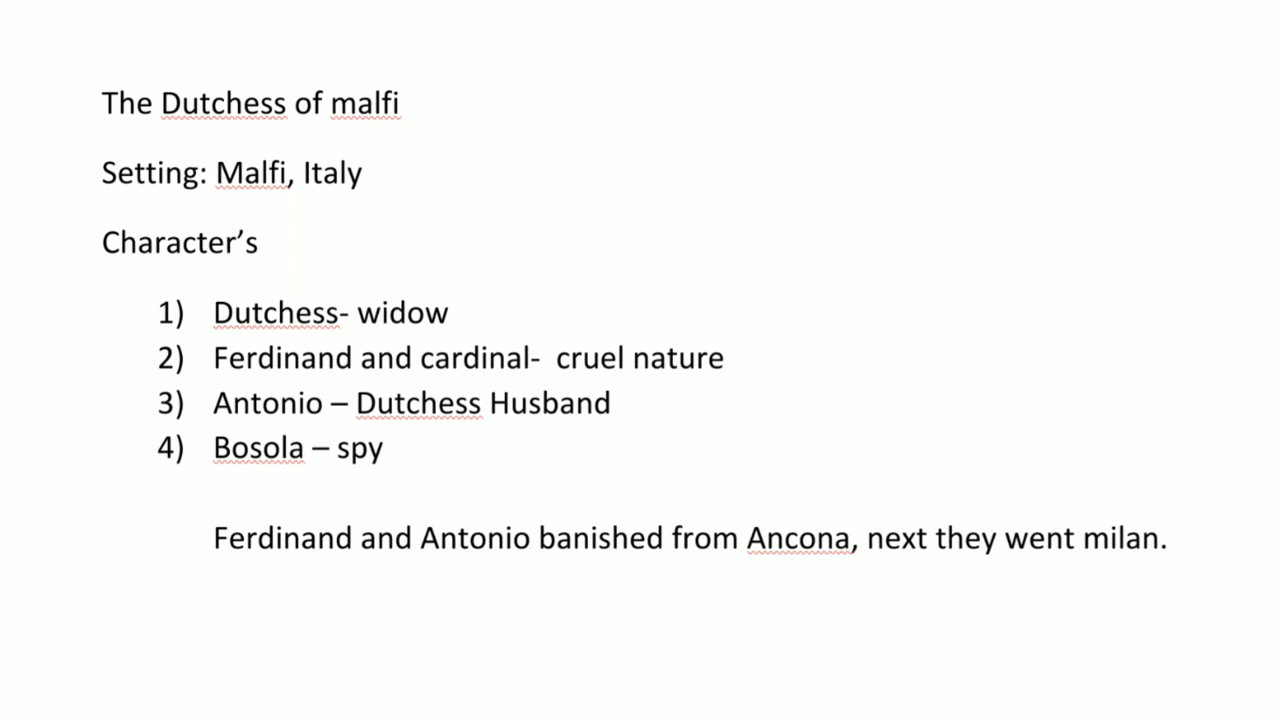 The Dutchess of malfi
Setting: Malfi, Italy
Character’s
1) Dutchess- widow
2) Ferdinand and cardinal-  cruel nature
3) Antonio – Dutchess Husband
4) Bosola – spy
Ferdinand and Antonio banished from Ancona, next they went milan.